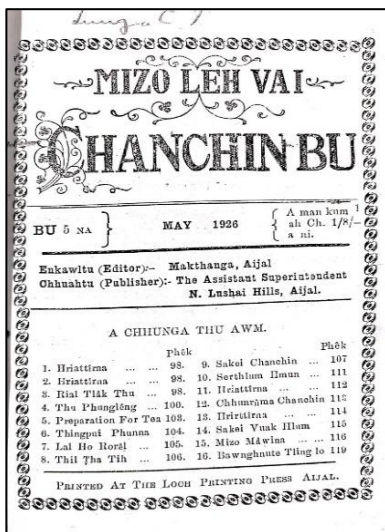 MIZO LEH VAI
CHANCHIN BU
BU 5 NA } MAY 1926 { A man kum 1
ah Ch. 1/8/-
a ni.
Enkawltu (Editor):- Makthanga, Aijal
Chhuahtu (Publisher):- The Assistant Superintendent
N. Lushai Hills, Aijal.
A CHHUNGA THU AWM.
Phêk
1. Hriattirna ... ... 98.
2. Hriattirna ... 98.
3. Rial Tlâk Thu ... 98.
4. Thu Phunglêng ... 100.
5. Preparation For Tea 103.
6. Thingpui Phunna 104.
7. Lal Ho Rorêl ... 105.
8. Thil Ṭha Tih ... 106.
Phêk
9. Sakei Chanchin ... 107
10. Serthlum Hmun ... 111
11. Hriattirna ... 112
12. Chhunrâma Chanchin 113
13. Hrirttirna ... 114
14. Sakei Vuak Hlum 115
15. Mizo Mâwina ... 116
16. Bawnghnute Tling lo 119
PRINTED AT THE LOCH PRINTING PRESS AIJAL.